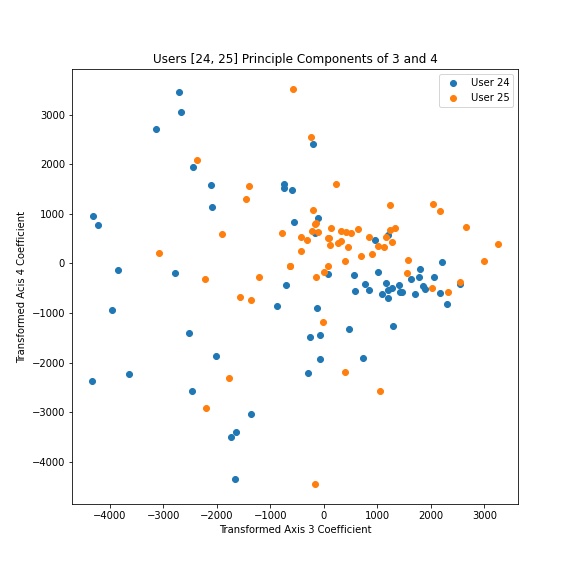 Users [24, 25] Principle Components of 3 and 4
User 24
User 25
3000
2000
1000
0
−1000
−2000
−3000
−4000
Transformed Acis 4 Coefficient
−4000 −3000 −2000 −1000 0 1000 2000 3000
Transformed Axis 3 Coefficient